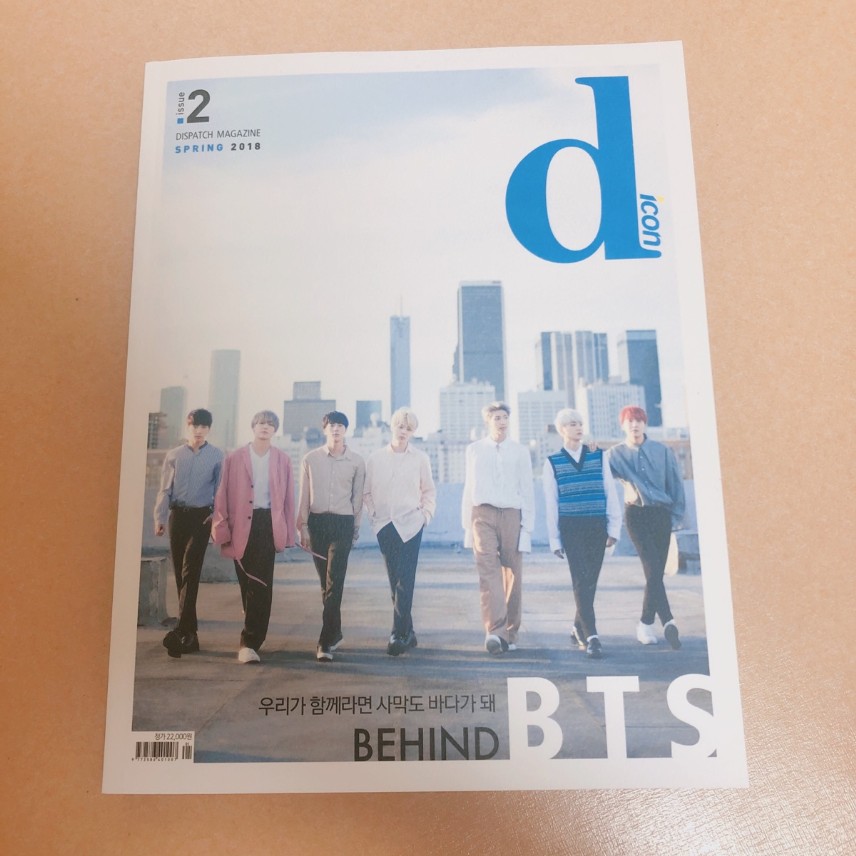 issue 2
DISPATCH MAGAZINE
SPRING 2018
d
icon
우리가 함께라면 사막도 바다가 돼
BEHIND BTS
정가 22,000원